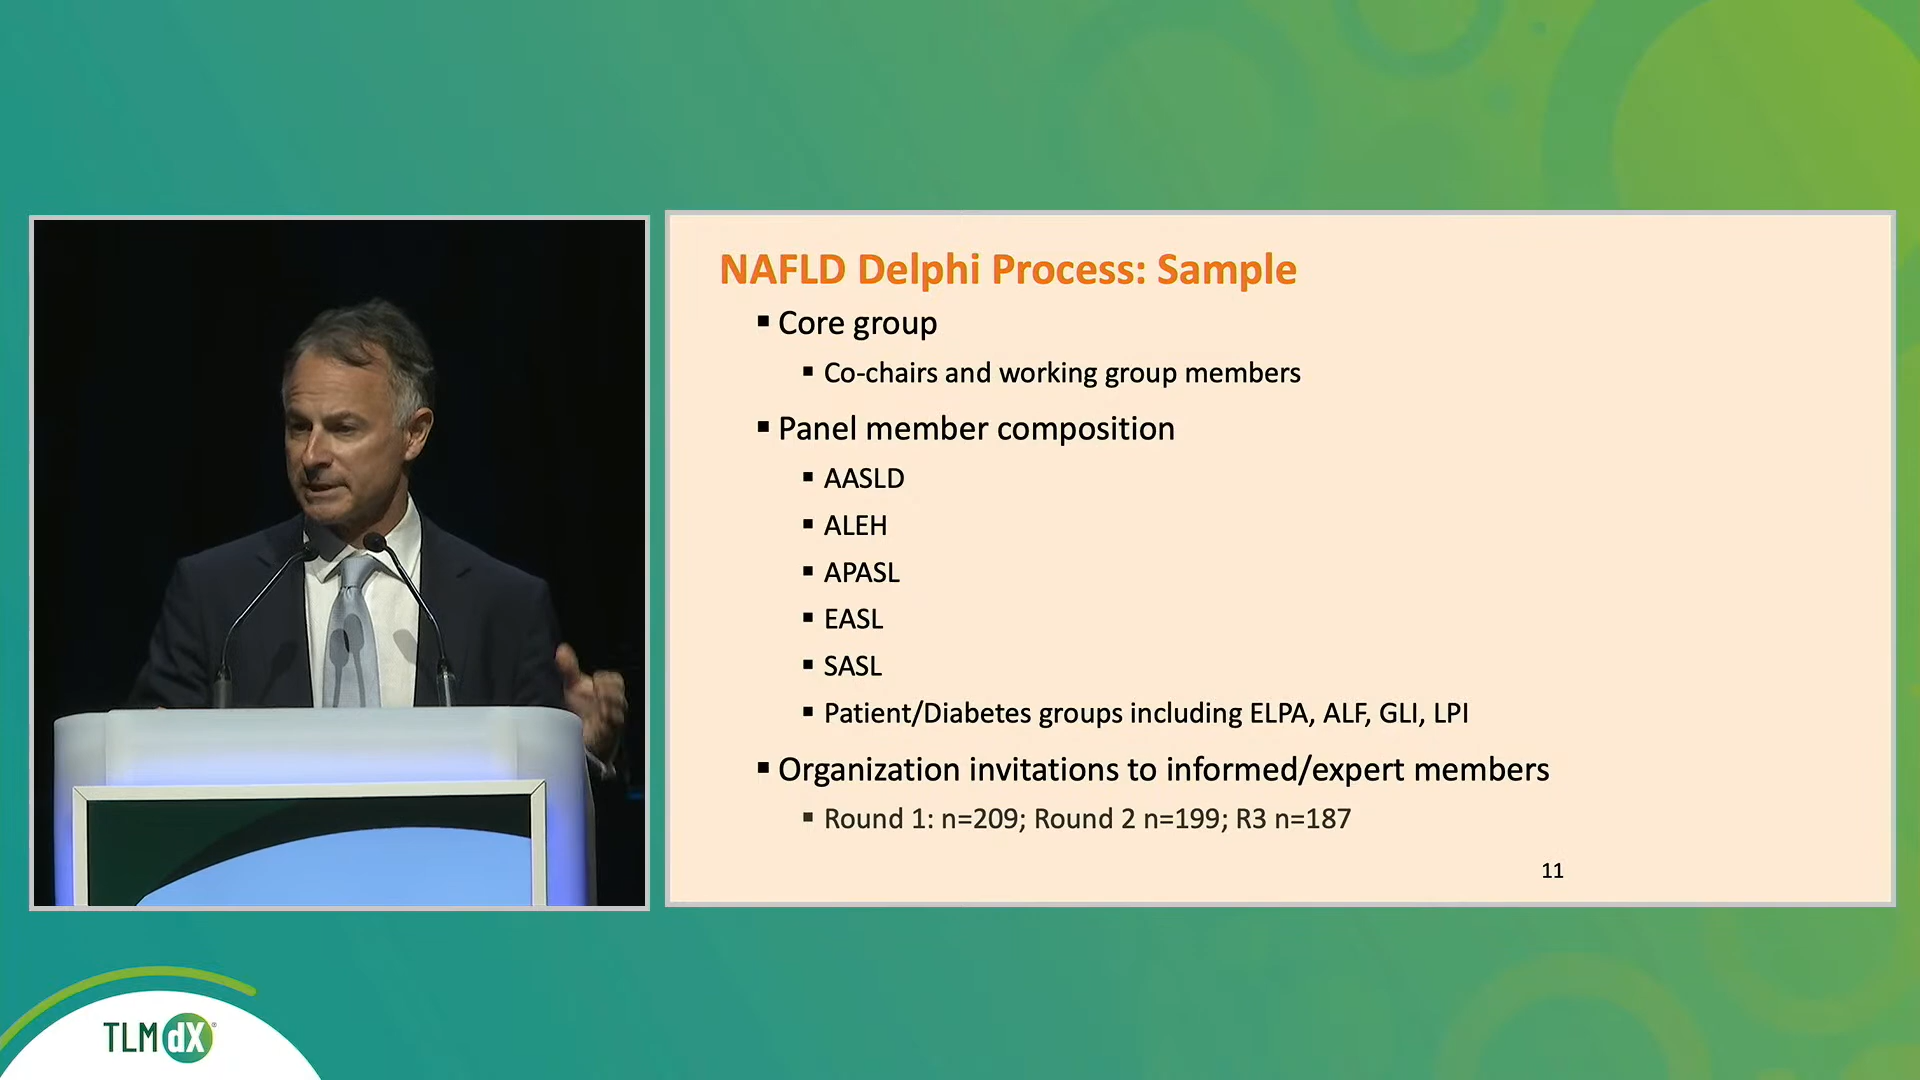 NAFLD Delphi Process: Sample
▪ Core group
▪ Co-chairs and working group members
▪ Panel member composition
▪ AASLD
▪ ALEH
▪ APASL
▪ EASL
▪ SASL
▪ Patient/Diabetes groups including ELPA, ALF, GLI, LPI
▪ Organization invitations to informed/expert members
▪ Round 1: n=209; Round 2 n=199; R3 n=187
11
TLM dX